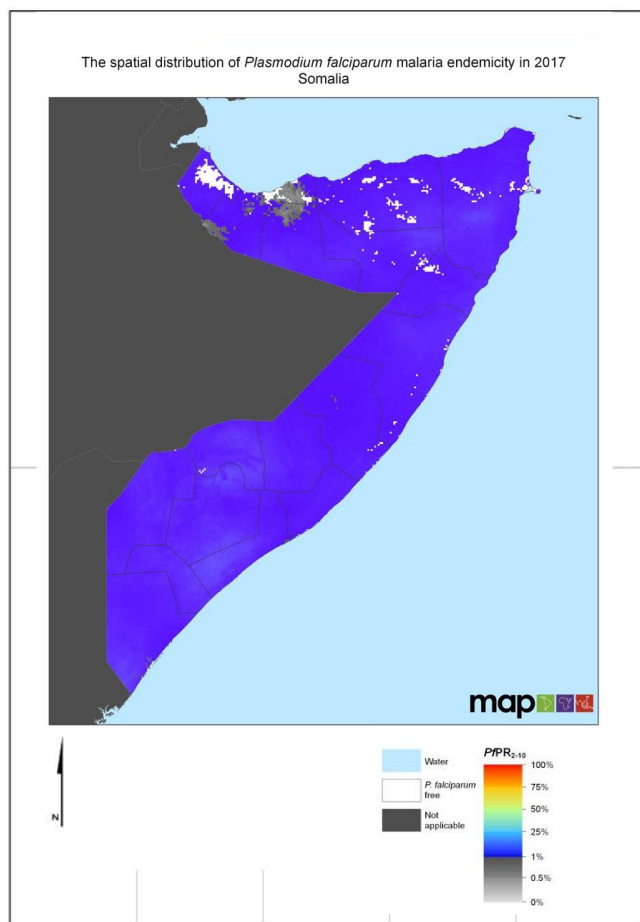 The spatial distribution of Plasmodium falciparum malaria endemicity in 2017
Somalia
map
N
Water
P. falciparum
free
Not
applicable
PfPR2-10
100%
75%
50%
25%
1%
0.5%
0%